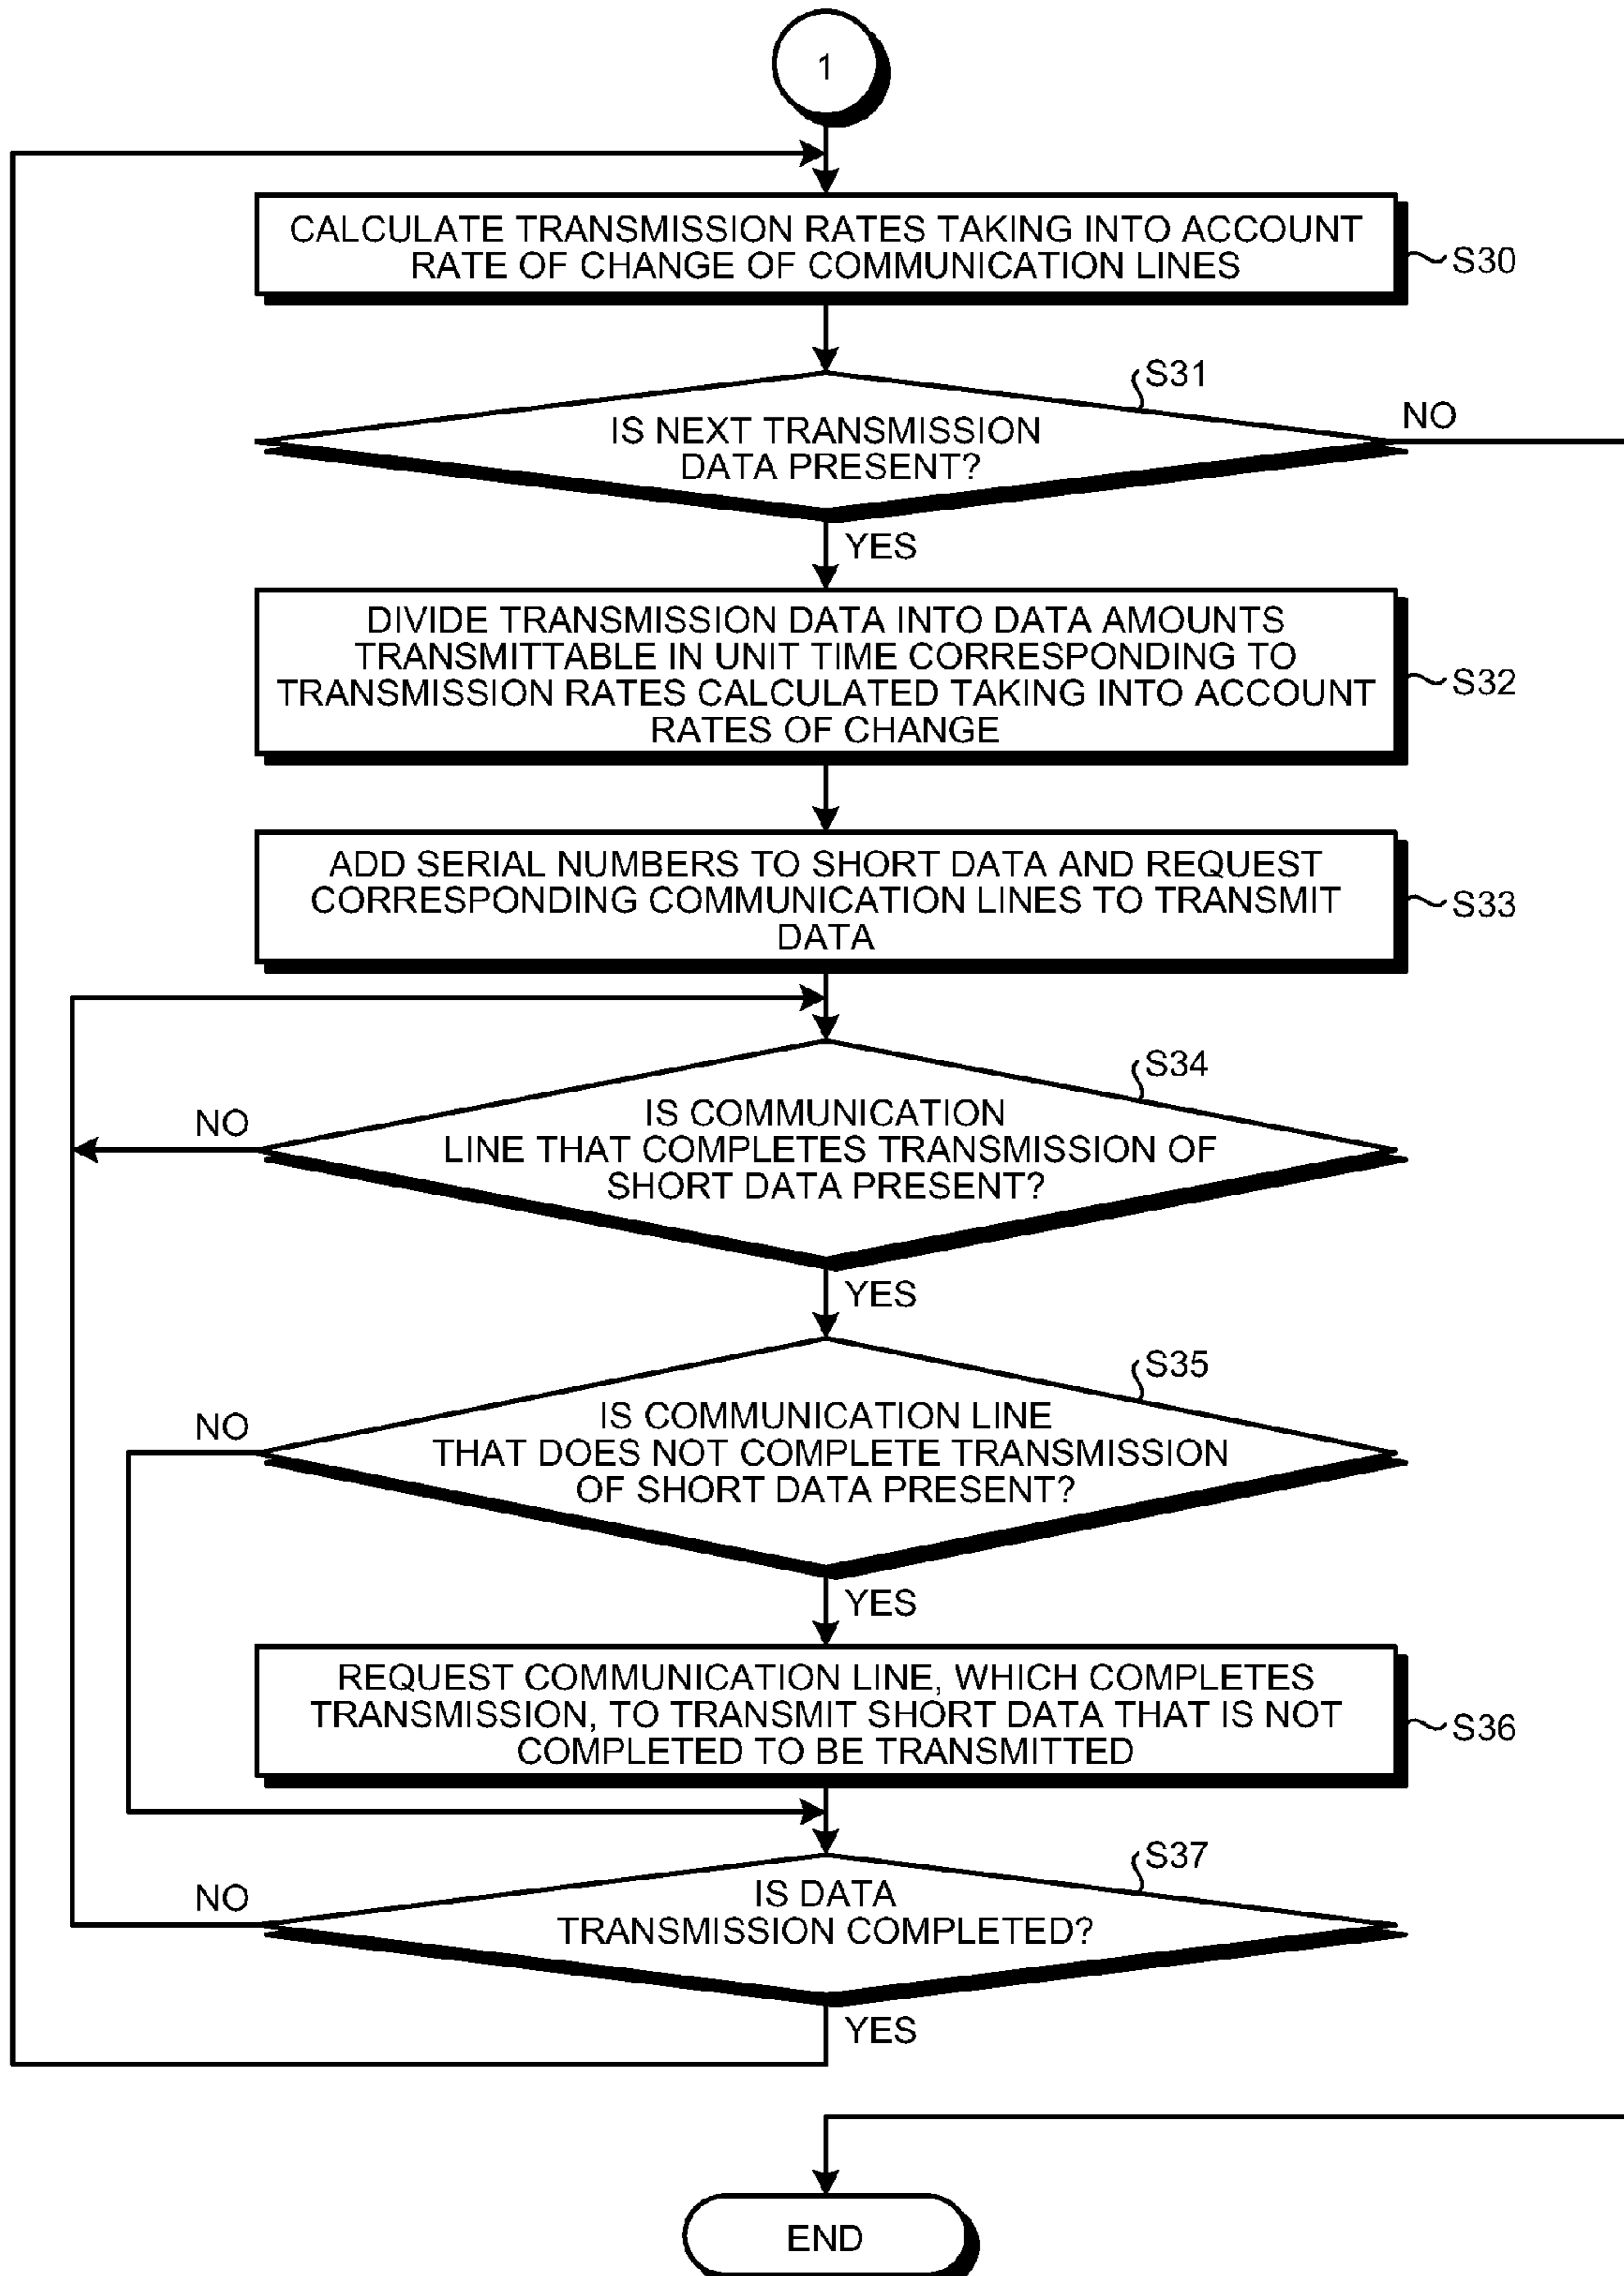 1
CALCULATE TRANSMISSION RATES TAKING INTO ACCOUNT
RATE OF CHANGE OF COMMUNICATION LINES
S30
S31
IS NEXT TRANSMISSION
DATA PRESENT?
NO
YES
DIVIDE TRANSMISSION DATA INTO DATA AMOUNTS
TRANSMITTABLE IN UNIT TIME CORRESPONDING TO
TRANSMISSION RATES CALCULATED TAKING INTO ACCOUNT
RATES OF CHANGE
S32
ADD SERIAL NUMBERS TO SHORT DATA AND REQUEST
CORRESPONDING COMMUNICATION LINES TO TRANSMIT
DATA
S33
S34
IS COMMUNICATION
LINE THAT COMPLETES TRANSMISSION OF
SHORT DATA PRESENT?
NO
YES
S35
IS COMMUNICATION LINE
THAT DOES NOT COMPLETE TRANSMISSION
OF SHORT DATA PRESENT?
NO
YES
REQUEST COMMUNICATION LINE, WHICH COMPLETES
TRANSMISSION, TO TRANSMIT SHORT DATA THAT IS NOT
COMPLETED TO BE TRANSMITTED
S36
S37
IS DATA
TRANSMISSION COMPLETED?
NO
YES
END